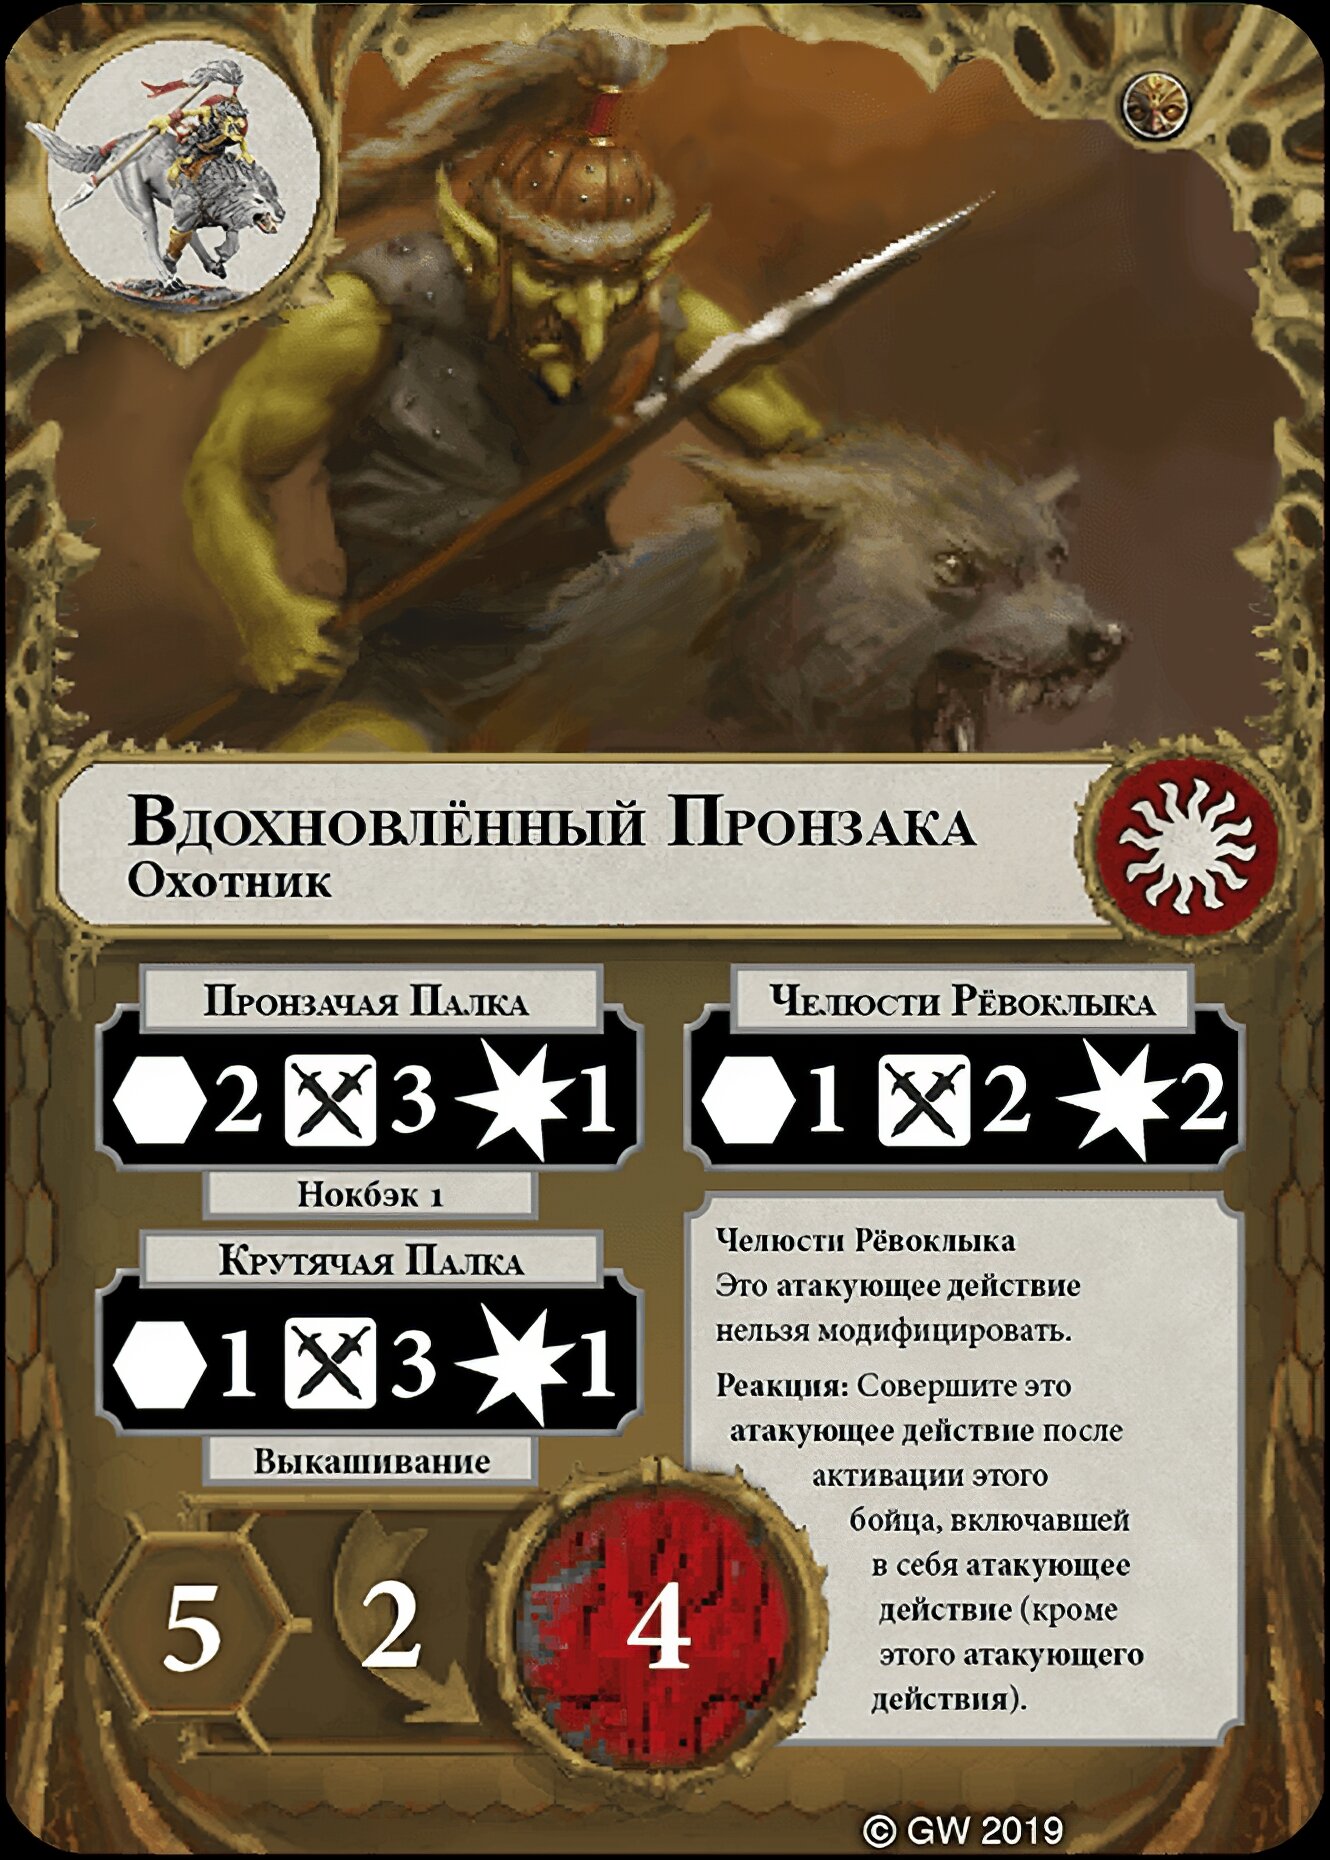 Вдохновлённый Пронзака
Охотник
Пронзачая Палка
2 3 1
Нокбэк 1
Крутячая Палка
1 3 1
Выкашивание
Челюсти Рёвоклыка
1 2 2
Челюсти Рёвоклыка
Это атакующее действие
нельзя модифицировать.
Реакция: Совершите это
атакующее действие после
активации этого
бойца, включавшей
в себя атакующее
действие (кроме
этого атакующего
действия).
5 2 4
© GW 2019